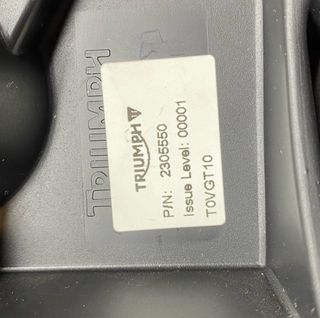 TRIUMPH
TRIUMPH
P/N: 2305550
Issue Level: 00001
T0VGT10